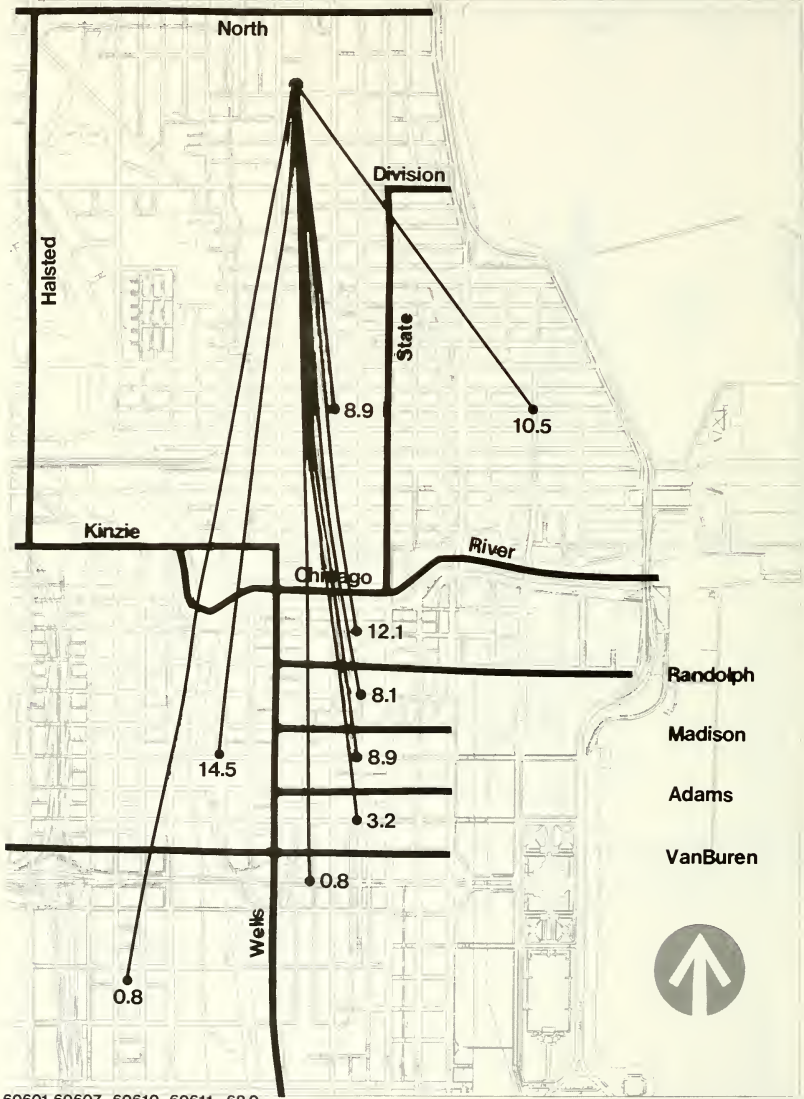 North
Division
Halsted
State
8.9
10.5
Kinzie
River
Chicago
12.1
8.1
Randolph
Madison
8.9
14.5
Adams
3.2
VanBuren
0.8
Wells
0.8